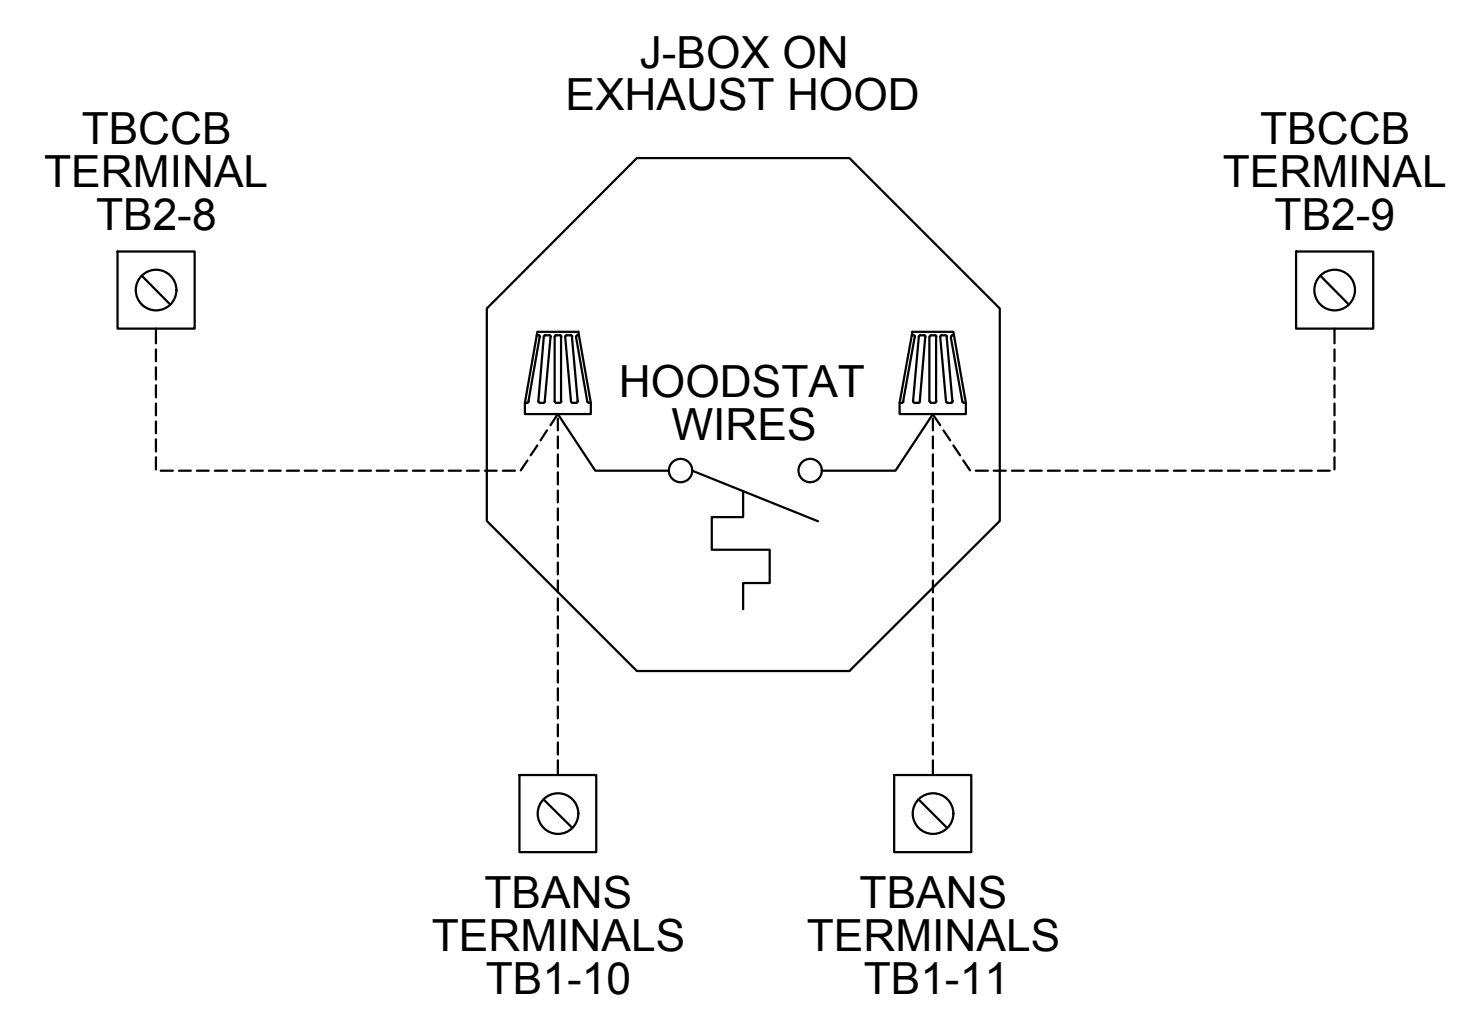 J-BOX ON
EXHAUST HOOD
TBCCB
TERMINAL
TB2-8
TBCCB
TERMINAL
TB2-9
HOODSTAT
WIRES
TBANS
TERMINALS
TB1-10
TBANS
TERMINALS
TB1-11